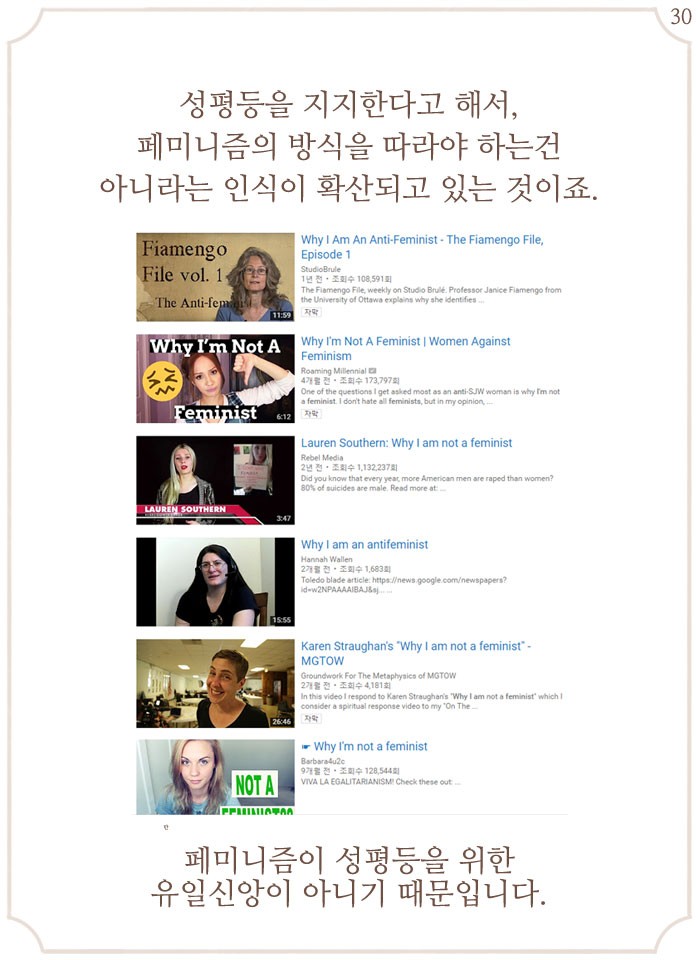 30
성평등을 지지한다고 해서,
페미니즘의 방식을 따라야 하는건
아니라는 인식이 확산되고 있는 것이죠.
Fiamengo
File vol. 1
The Anti-femi
11:59
Why I Am An Anti-Feminist - The Fiamengo File,
Episode 1
StudioBrule
1년 전 • 조회수 108,591회
The Fiamengo File, weekly on Studio Brulé. Professor Janice Fiamengo from
the University of Ottawa explains why she identifies ...
자막
Why I'm Not A
Feminist
6:12
Why I'm Not A Feminist | Women Against
Feminism
Roaming Millennial
4개월 전 • 조회수 173,797회
One of the questions I get asked most as an anti-SJW woman is why I'm not
a feminist. I don't hate all feminists, but in my opinion, ...
자막
LAUREN SOUTHERN
3:47
Lauren Southern: Why I am not a feminist
Rebel Media
2년 전 • 조회수 1,132,237회
Did you know that every year, more American men are raped than women?
80% of suicides are male. Read more at: ...
15:55
Why I am an antifeminist
Hannah Wallen
2개월 전 • 조회수 1,683회
Toledo blade article: https://news.google.com/newspapers?
id=w2NPAAAAIBAJ&sj... ...
26:46
Karen Straughan's "Why I am not a feminist" -
MGTOW
Groundwork For The Metaphysics of MGTOW
2개월 전 • 조회수 4,181회
In this video I respond to Karen Straughan's "Why I am not a feminist" which I
consider a spiritual response video to my "On The ...
자막
NOT A
FEMINIST??
☛ Why I'm not a feminist
Barbara4u2c
9개월 전 • 조회수 128,544회
VIVA LA EGALITARIANISM! Check these out: ...
e
페미니즘이 성평등을 위한
유일신앙이 아니기 때문입니다.